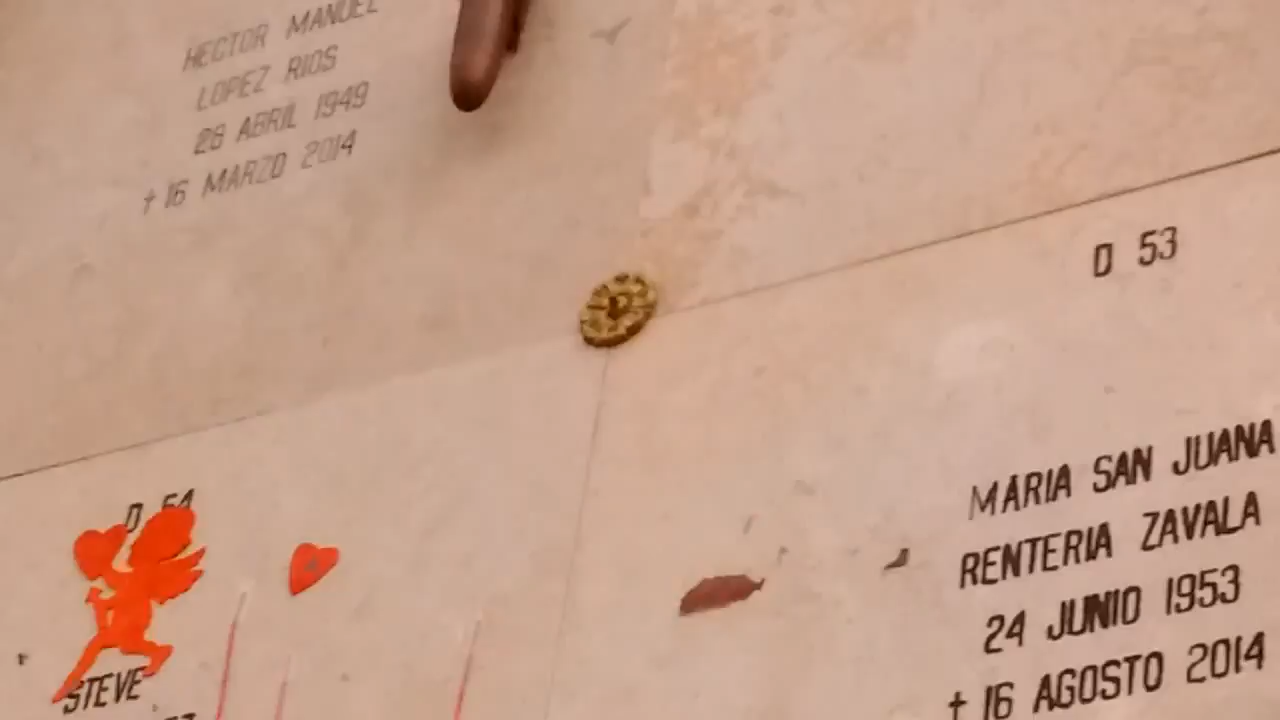 HECTOR MANUEL
LOPEZ RIOS
28 ABRIL 1949
† 16 MARZO 2014
D 53
MARIA SAN JUANA
RENTERIA ZAVALA
24 JUNIO 1953
† 16 AGOSTO 2014
D 54
STEVE